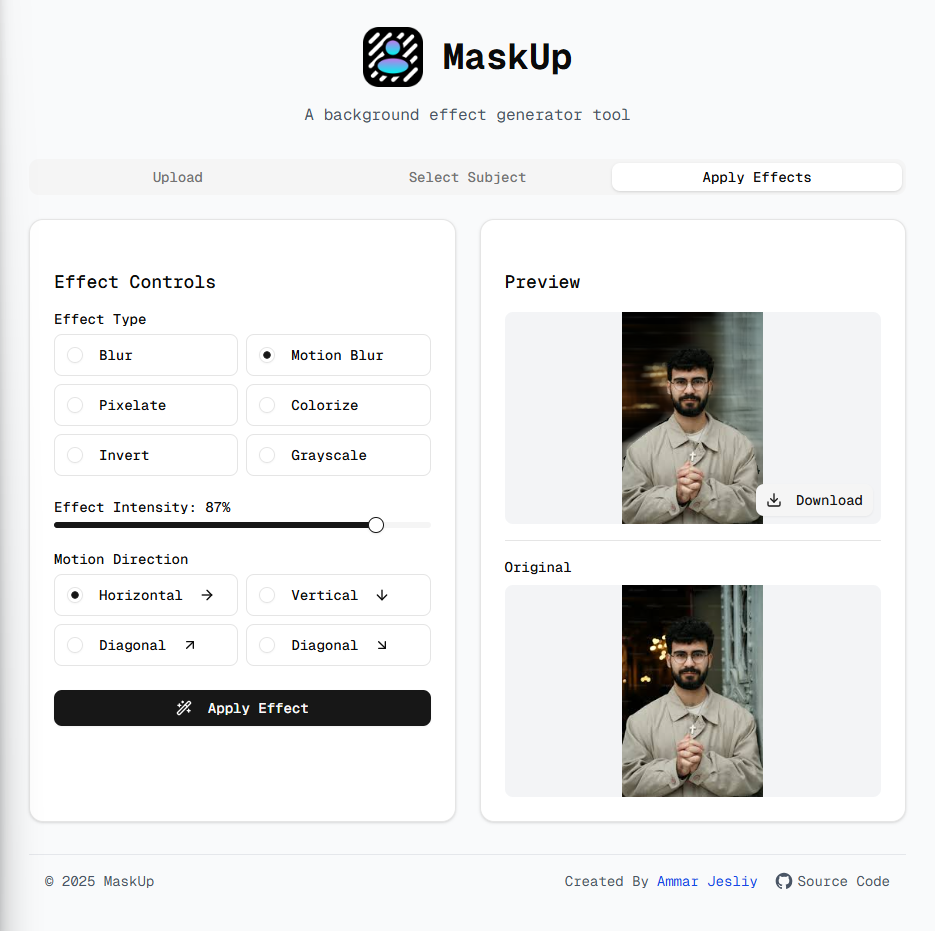 MaskUp
A background effect generator tool
Upload
Select Subject
Apply Effects
Effect Controls
Effect Type
Blur
Motion Blur
Pixelate
Colorize
Invert
Grayscale
Effect Intensity: 87%
Motion Direction
Horizontal →
Vertical ↓
Diagonal ↗
Diagonal ↘
Apply Effect
Preview
Download
Original
© 2025 MaskUp
Created By Ammar Jesliy
Source Code